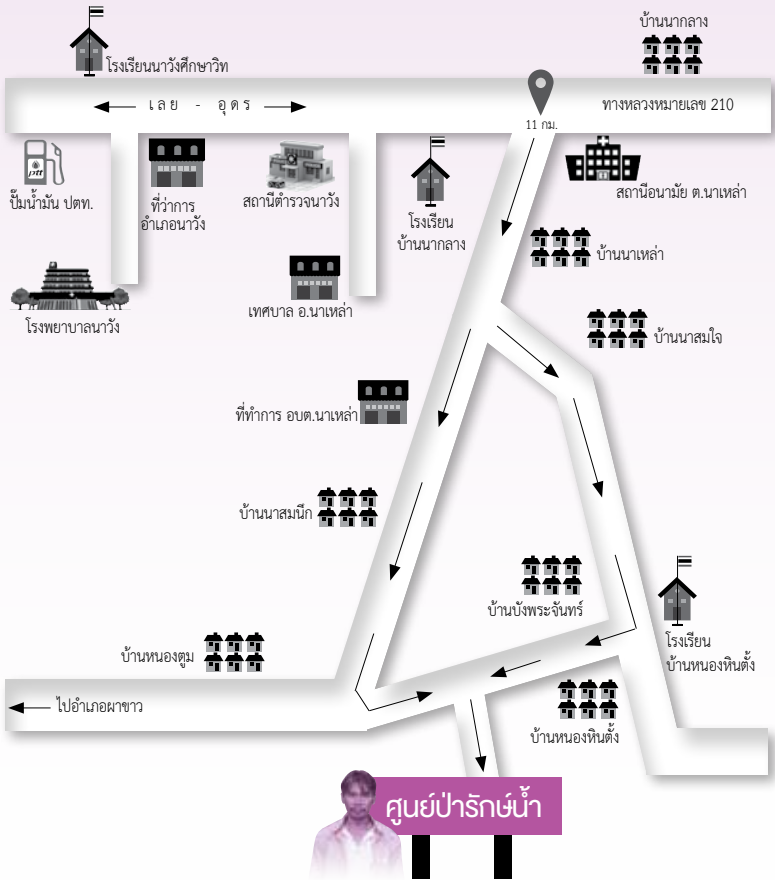 บ้านนากลาง
โรงเรียนนาวังศึกษาวิท
เลย - อุดร
ทางหลวงหมายเลข 210
11 กม.
ptt
ปั๊มน้ำมัน ปตท.
ที่ว่าการ
อำเภอนาวัง
สถานีตำรวจนาวัง
โรงเรียน
บ้านนากลาง
สถานีอนามัย ต.นาเหล่า
บ้านนาเหล่า
โรงพยาบาลนาวัง
เทศบาล อ.นาเหล่า
บ้านนาสมใจ
ที่ทำการ อบต.นาเหล่า
บ้านนาสมนึก
บ้านบังพระจันทร์
โรงเรียน
บ้านหนองหินตั้ง
บ้านหนองตูม
ไปอำเภอผาขาว
บ้านหนองหินตั้ง
ศูนย์ป่ารักษ์น้ำ